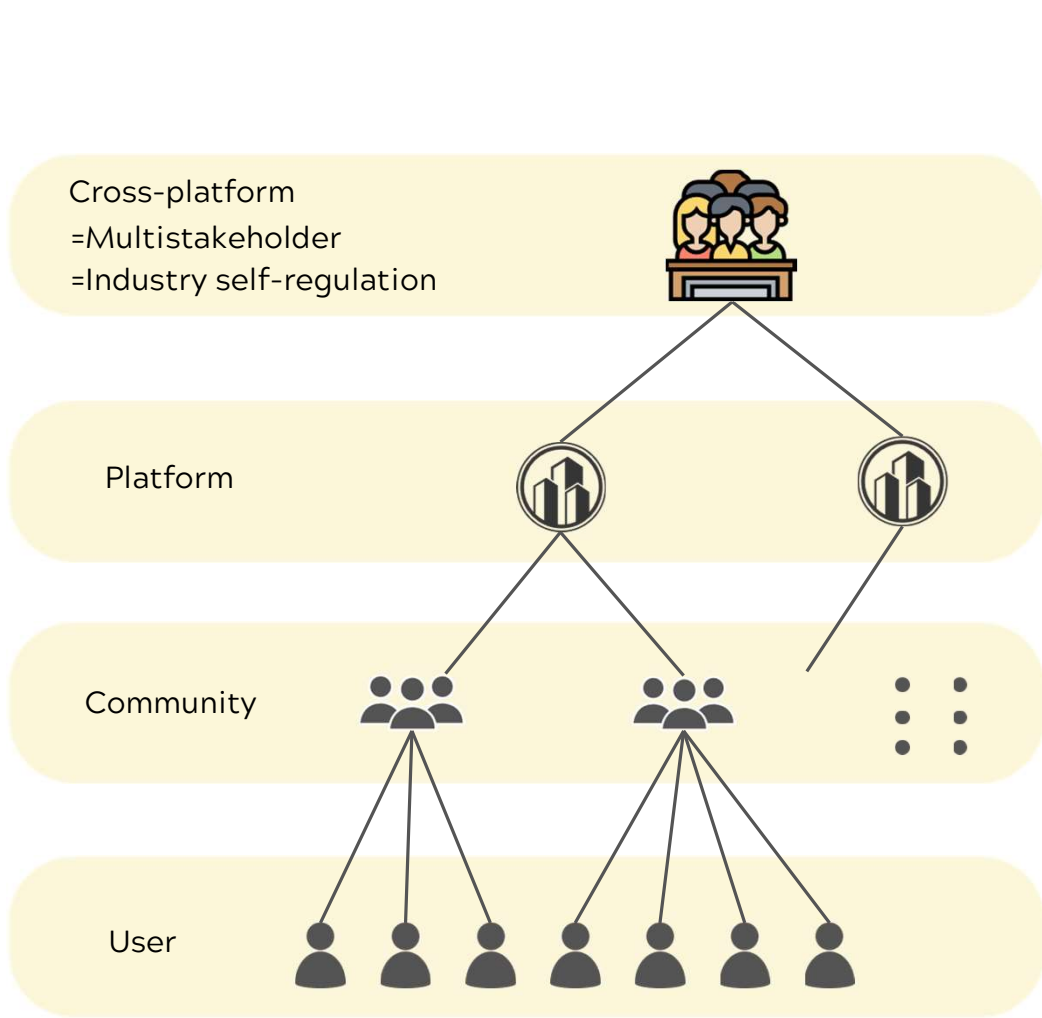 Cross-platform
=Multistakeholder
=Industry self-regulation
Platform
Community
User